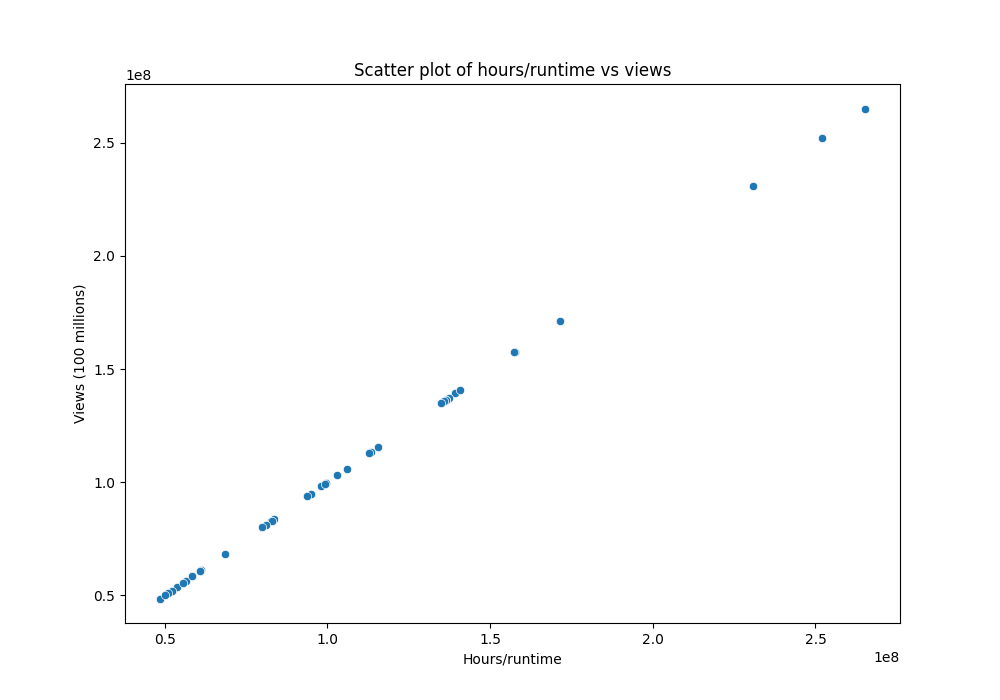 Scatter plot of hours/runtime vs views
1e8
2.5
2.0
1.5
1.0
0.5
Views (100 millions)
0.5 1.0 1.5 2.0 2.5
Hours/runtime
1e8